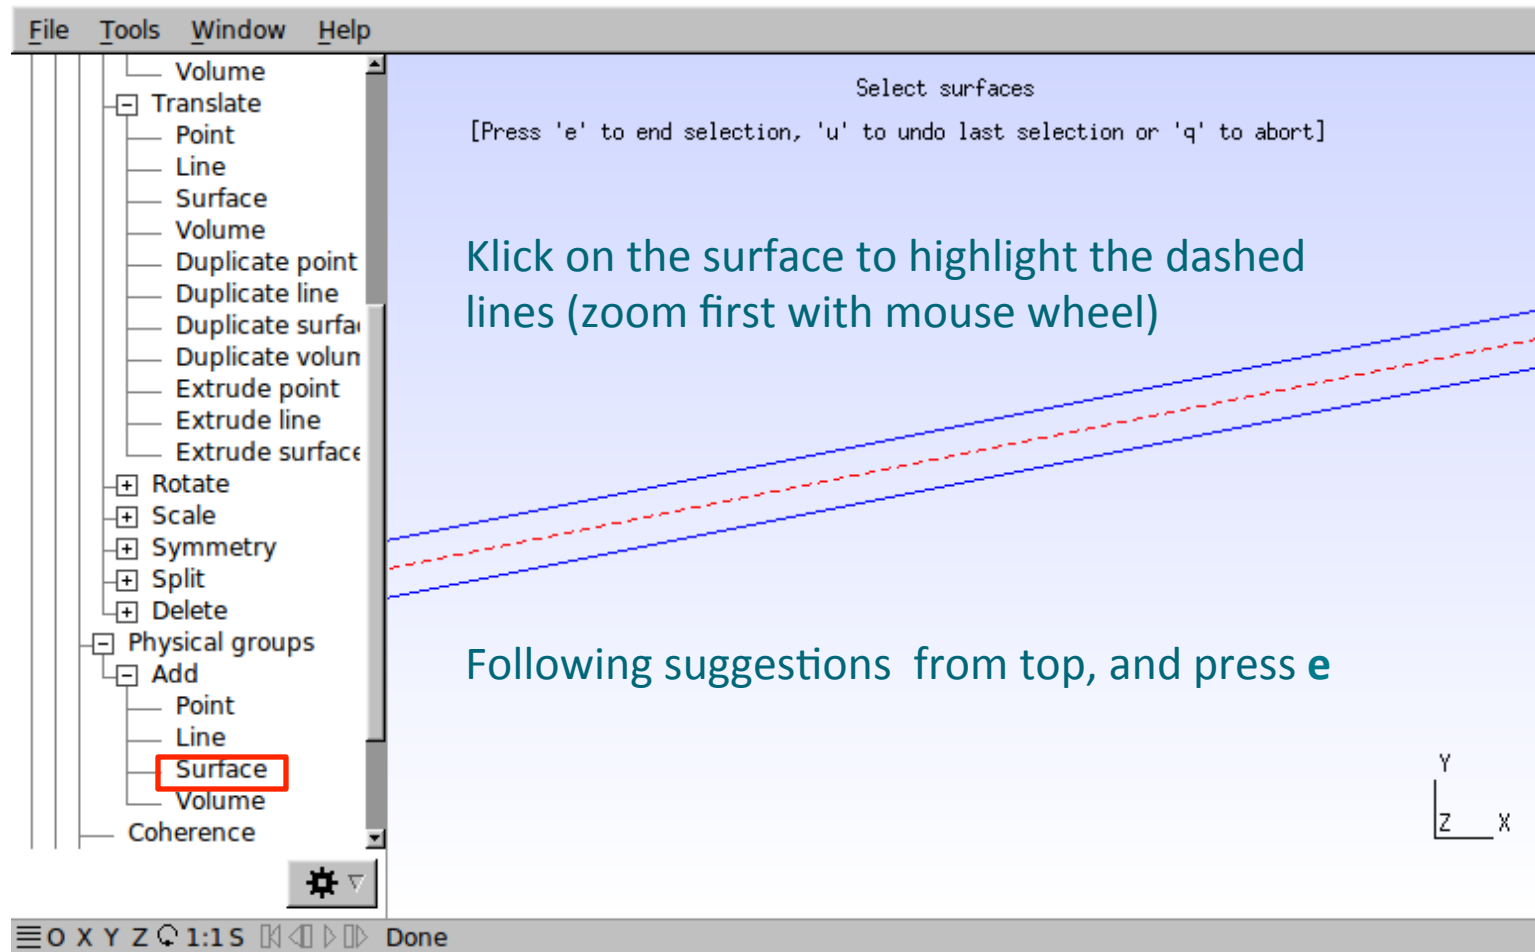 File Tools Window Help
Volume
Translate
Point
Line
Surface
Volume
Duplicate point
Duplicate line
Duplicate surfa
Duplicate volum
Extrude point
Extrude line
Extrude surface
Rotate
Scale
Symmetry
Split
Delete
Physical groups
Add
Point
Line
Surface
Volume
Coherence
Select surfaces
[Press 'e' to end selection, 'u' to undo last selection or 'q' to abort]
Klick on the surface to highlight the dashed
lines (zoom first with mouse wheel)
Following suggestions from top, and press e
Y
Z X
O X Y Z 1:1 S Done